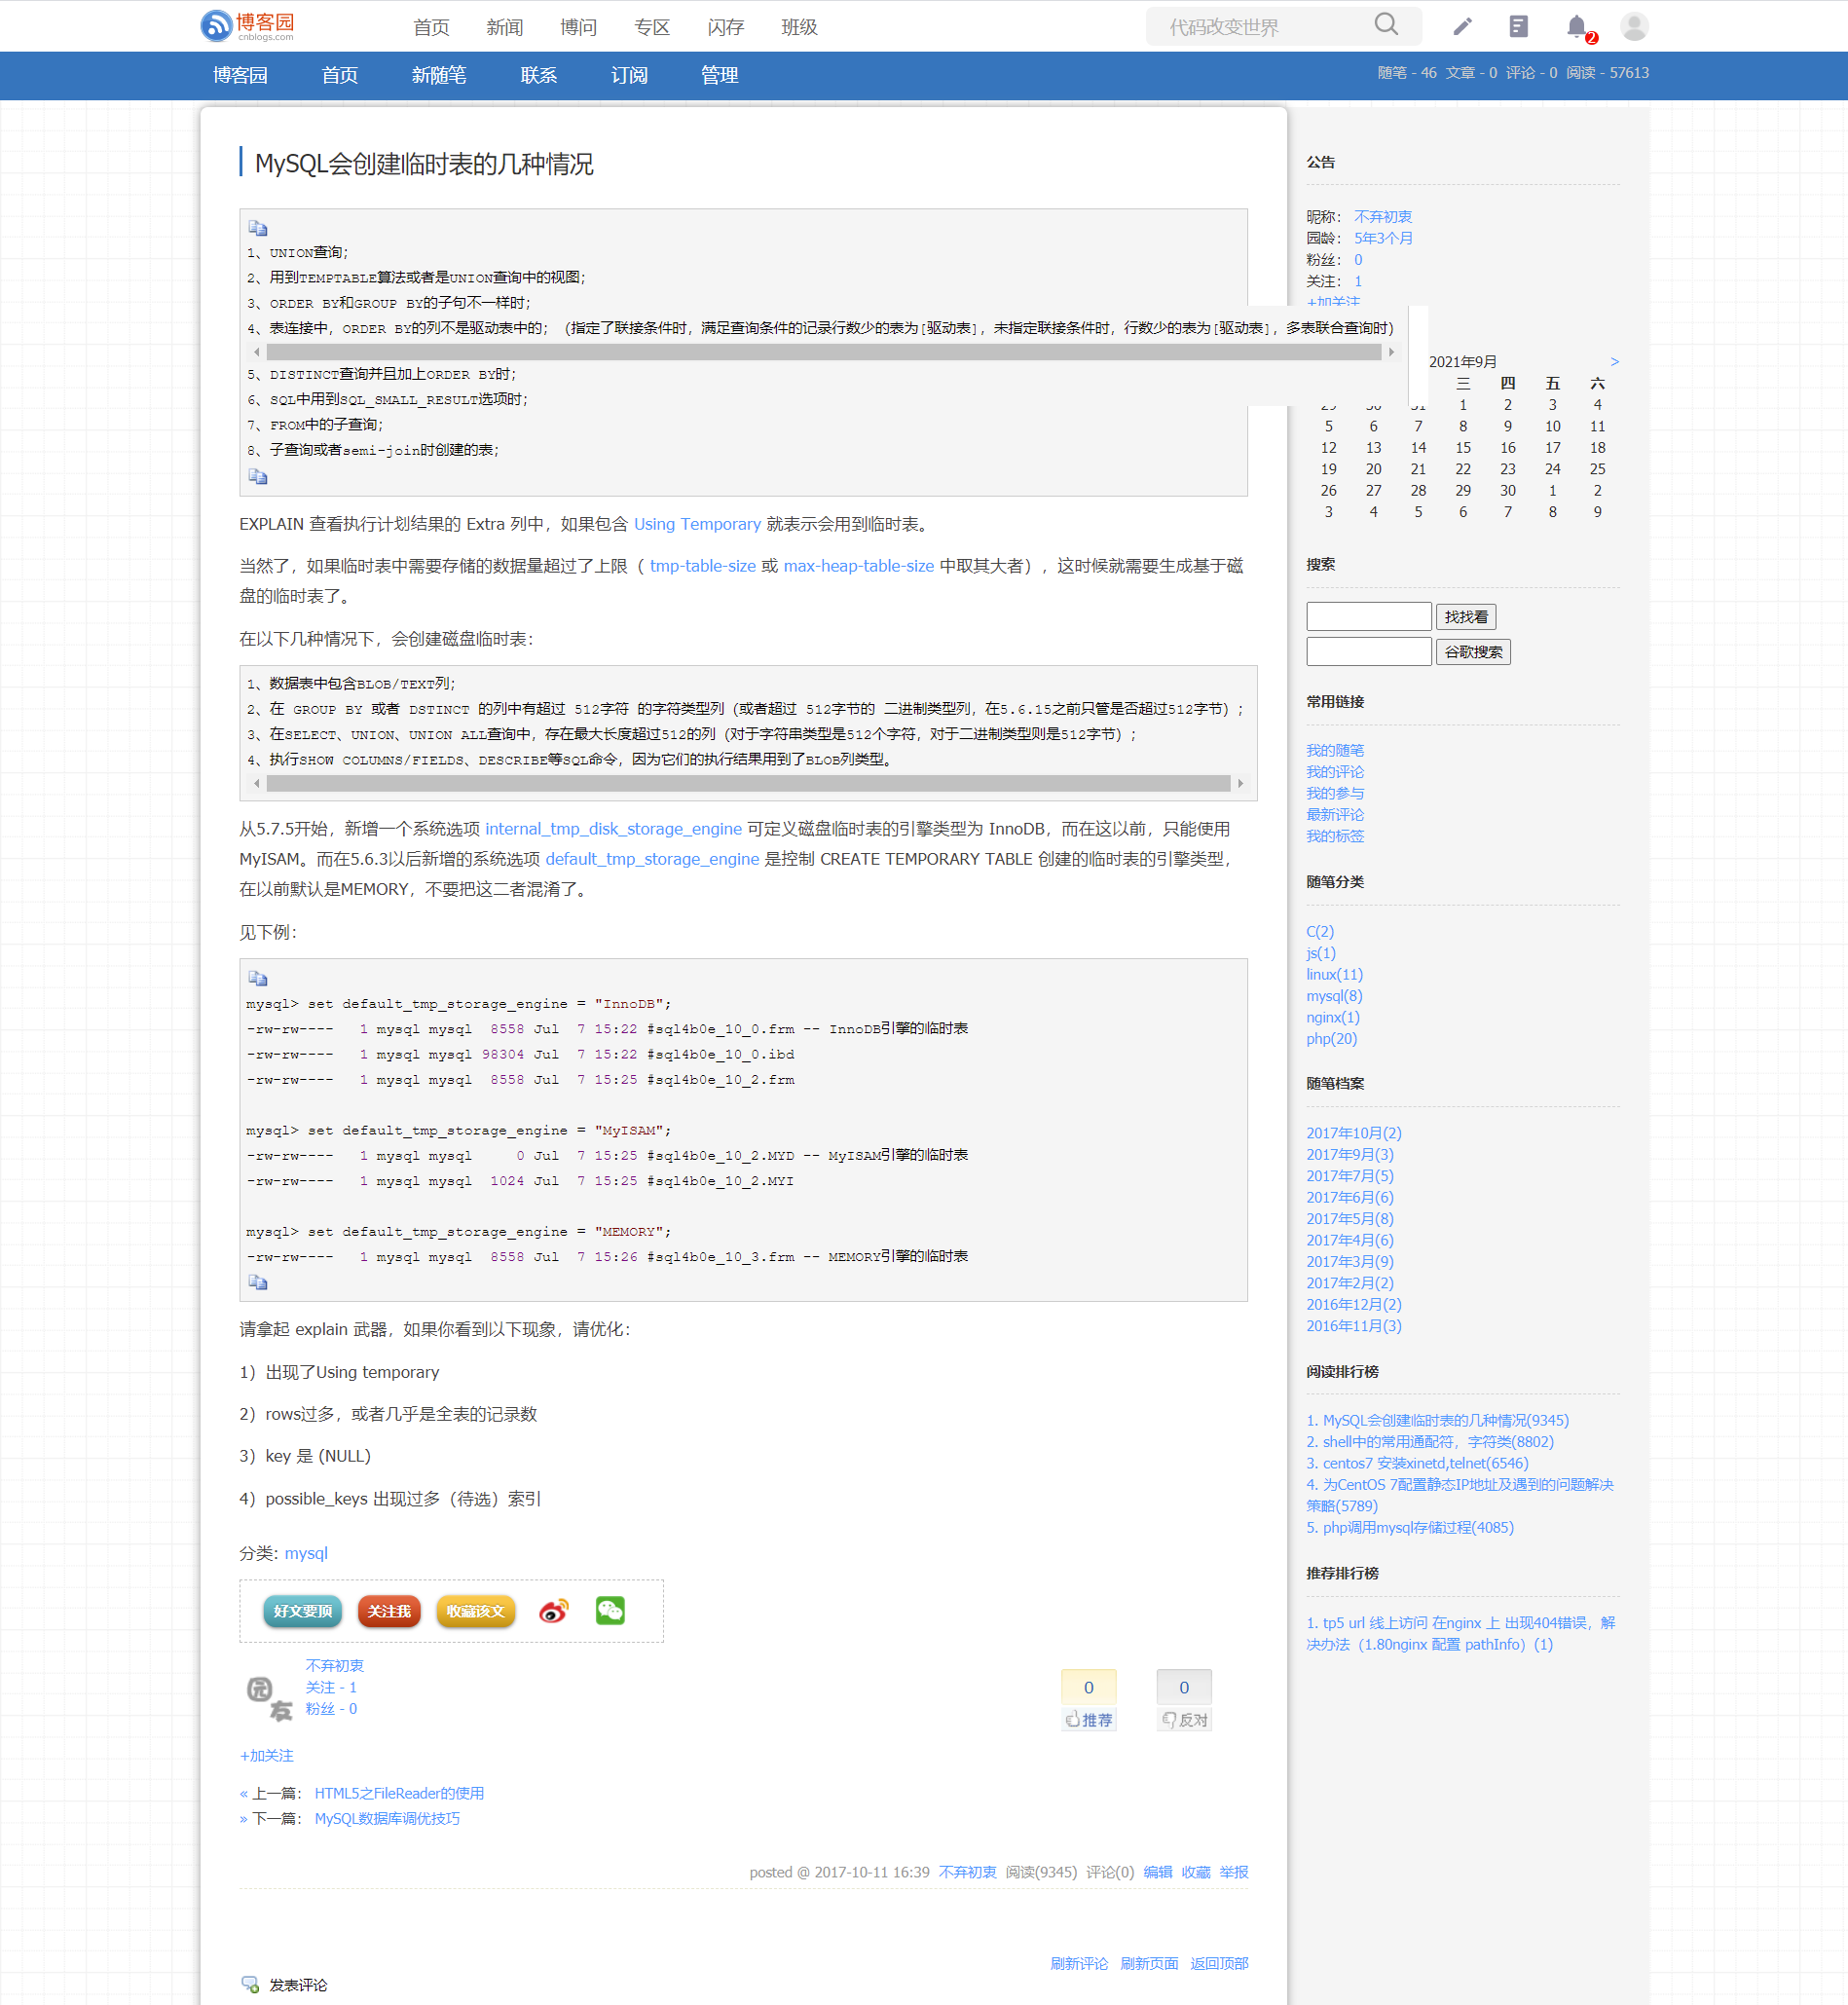 博客园
cnblogs.com
首页 新闻 博问 专区 闪存 班级
代码改变世界
2
博客园 首页 新随笔 联系 订阅 管理
随笔 - 46 文章 - 0 评论 - 0 阅读 - 57613
MySQL会创建临时表的几种情况
1、UNION查询;
2、用到TEMPTABLE算法或者是UNION查询中的视图;
3、ORDER BY和GROUP BY的子句不一样时;
4、表连接中，ORDER BY的列不是驱动表中的; （指定了联接条件时，满足查询条件的记录行数少的表为[驱动表]，未指定联接条件时，行数少的表为[驱动表]，多表联合查询时）
5、DISTINCT查询并且加上ORDER BY时;
6、SQL中用到SQL_SMALL_RESULT选项时;
7、FROM中的子查询;
8、子查询或者semi-join时创建的表;
EXPLAIN 查看执行计划结果的 Extra 列中，如果包含 Using Temporary 就表示会用到临时表。
当然了，如果临时表中需要存储的数据量超过了上限（ tmp-table-size 或 max-heap-table-size 中取其大者），这时候就需要生成基于磁
盘的临时表了。
在以下几种情况下，会创建磁盘临时表：
1、数据表中包含BLOB/TEXT列;
2、在 GROUP BY 或者 DSTINCT 的列中有超过 512字符 的字符类型列（或者超过 512字节的 二进制类型列，在5.6.15之前只管是否超过512字节）;
3、在SELECT、UNION、UNION ALL查询中，存在最大长度超过512的列（对于字符串类型是512个字符，对于二进制类型则是512字节）;
4、执行SHOW COLUMNS/FIELDS、DESCRIBE等SQL命令，因为它们的执行结果用到了BLOB列类型。
从5.7.5开始，新增一个系统选项 internal_tmp_disk_storage_engine 可定义磁盘临时表的引擎类型为 InnoDB，而在这以前，只能使用
MyISAM。而在5.6.3以后新增的系统选项 default_tmp_storage_engine 是控制 CREATE TEMPORARY TABLE 创建的临时表的引擎类型，
在以前默认是MEMORY，不要把这二者混淆了。
见下例：
mysql> set default_tmp_storage_engine = "InnoDB";
-rw-rw---- 1 mysql mysql 8558 Jul 7 15:22 #sql4b0e_10_0.frm -- InnoDB引擎的临时表
-rw-rw---- 1 mysql mysql 98304 Jul 7 15:22 #sql4b0e_10_0.ibd
-rw-rw---- 1 mysql mysql 8558 Jul 7 15:25 #sql4b0e_10_2.frm
mysql> set default_tmp_storage_engine = "MyISAM";
-rw-rw---- 1 mysql mysql 0 Jul 7 15:25 #sql4b0e_10_2.MYD -- MyISAM引擎的临时表
-rw-rw---- 1 mysql mysql 1024 Jul 7 15:25 #sql4b0e_10_2.MYI
mysql> set default_tmp_storage_engine = "MEMORY";
-rw-rw---- 1 mysql mysql 8558 Jul 7 15:26 #sql4b0e_10_3.frm -- MEMORY引擎的临时表
请拿起 explain 武器，如果你看到以下现象，请优化：
1）出现了Using temporary
2）rows过多，或者几乎是全表的记录数
3）key 是 (NULL)
4）possible_keys 出现过多（待选）索引
分类: mysql
好文要顶 关注我 收藏该文
园友
不弃初衷
关注 - 1
粉丝 - 0
0 0
推荐 反对
+加关注
« 上一篇： HTML5之FileReader的使用
» 下一篇： MySQL数据库调优技巧
posted @ 2017-10-11 16:39 不弃初衷 阅读(9345) 评论(0) 编辑 收藏 举报
刷新评论 刷新页面 返回顶部
发表评论
公告
昵称： 不弃初衷
园龄： 5年3个月
粉丝： 0
关注： 1
+加关注
2021年9月 >
三 四 五 六
29 30 31 1 2 3 4
5 6 7 8 9 10 11
12 13 14 15 16 17 18
19 20 21 22 23 24 25
26 27 28 29 30 1 2
3 4 5 6 7 8 9
搜索
找找看
谷歌搜索
常用链接
我的随笔
我的评论
我的参与
最新评论
我的标签
随笔分类
C(2)
js(1)
linux(11)
mysql(8)
nginx(1)
php(20)
随笔档案
2017年10月(2)
2017年9月(3)
2017年7月(5)
2017年6月(6)
2017年5月(8)
2017年4月(6)
2017年3月(9)
2017年2月(2)
2016年12月(2)
2016年11月(3)
阅读排行榜
1. MySQL会创建临时表的几种情况(9345)
2. shell中的常用通配符，字符类(8802)
3. centos7 安装xinetd,telnet(6546)
4. 为CentOS 7配置静态IP地址及遇到的问题解决
策略(5789)
5. php调用mysql存储过程(4085)
推荐排行榜
1. tp5 url 线上访问 在nginx 上 出现404错误，解
决办法（1.80nginx 配置 pathInfo）(1)